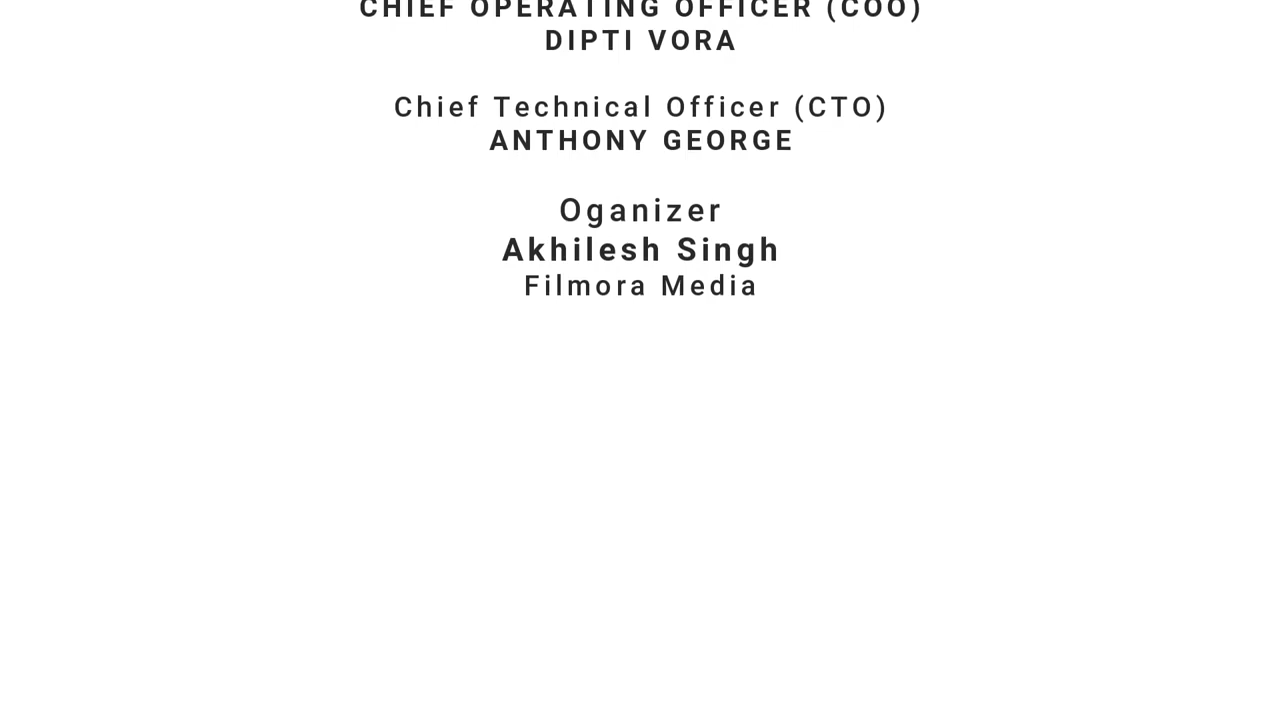 CHIEF OPERATING OFFICER (COO)
DIPTI VORA
Chief Technical Officer (CTO)
ANTHONY GEORGE
Oganizer
Akhilesh Singh
Filmora Media